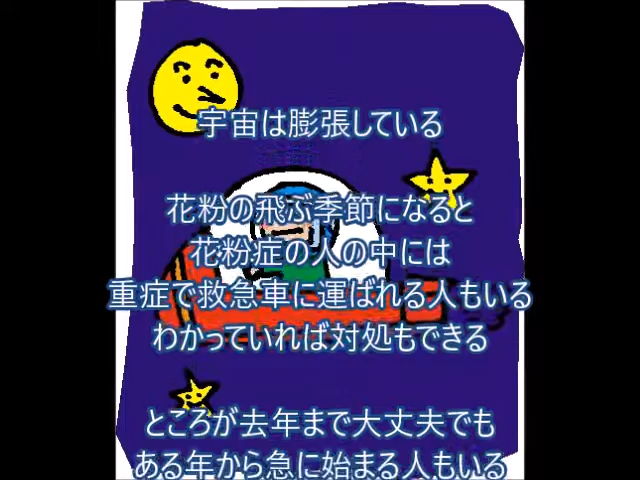 宇宙は膨張している
花粉の飛ぶ季節になると
花粉症の人の中には
重症で救急車に運ばれる人もいる
わかっていれば対処もできる
ところが去年まで大丈夫でも
ある年から急に始まる人もいる